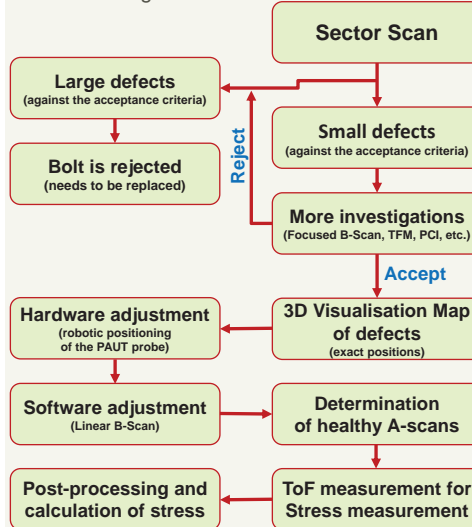 Sector Scan
Large defects
(against the acceptance criteria)
Small defects
(against the acceptance criteria)
Bolt is rejected
(needs to be replaced)
Reject
More investigations
(Focused B-Scan, TFM, PCI, etc.)
Accept
Hardware adjustment
(robotic positioning
of the PAUT probe)
3D Visualisation Map
of defects
(exact positions)
Software adjustment
(Linear B-Scan)
Determination
of healthy A-scans
Post-processing and
calculation of stress
ToF measurement for
Stress measurement